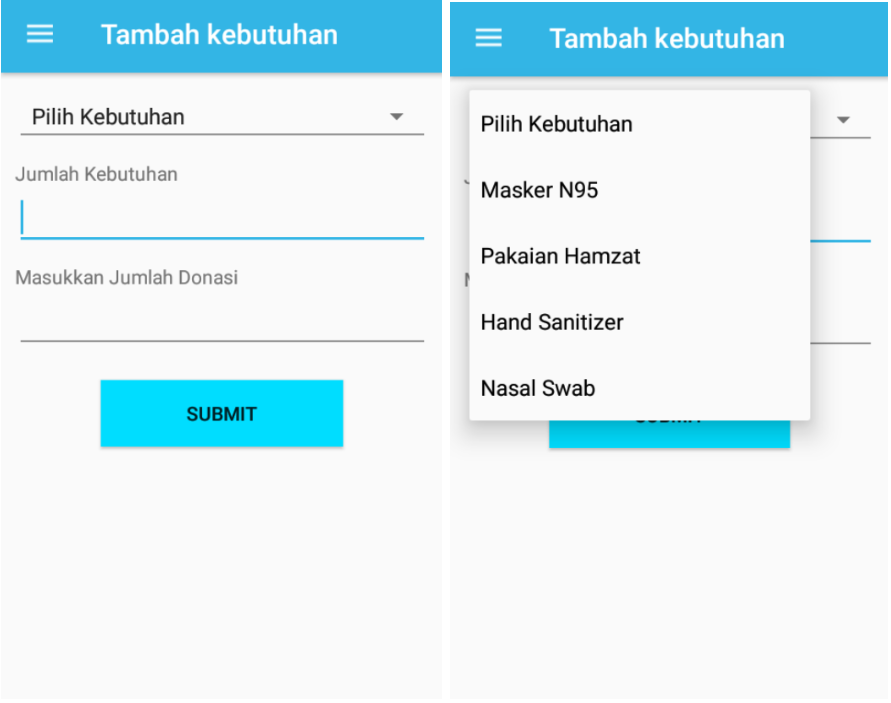 Tambah kebutuhan
Pilih Kebutuhan
Jumlah Kebutuhan
Masukkan Jumlah Donasi
SUBMIT
Tambah kebutuhan
Pilih Kebutuhan
Masker N95
Pakaian Hamzat
Hand Sanitizer
Nasal Swab